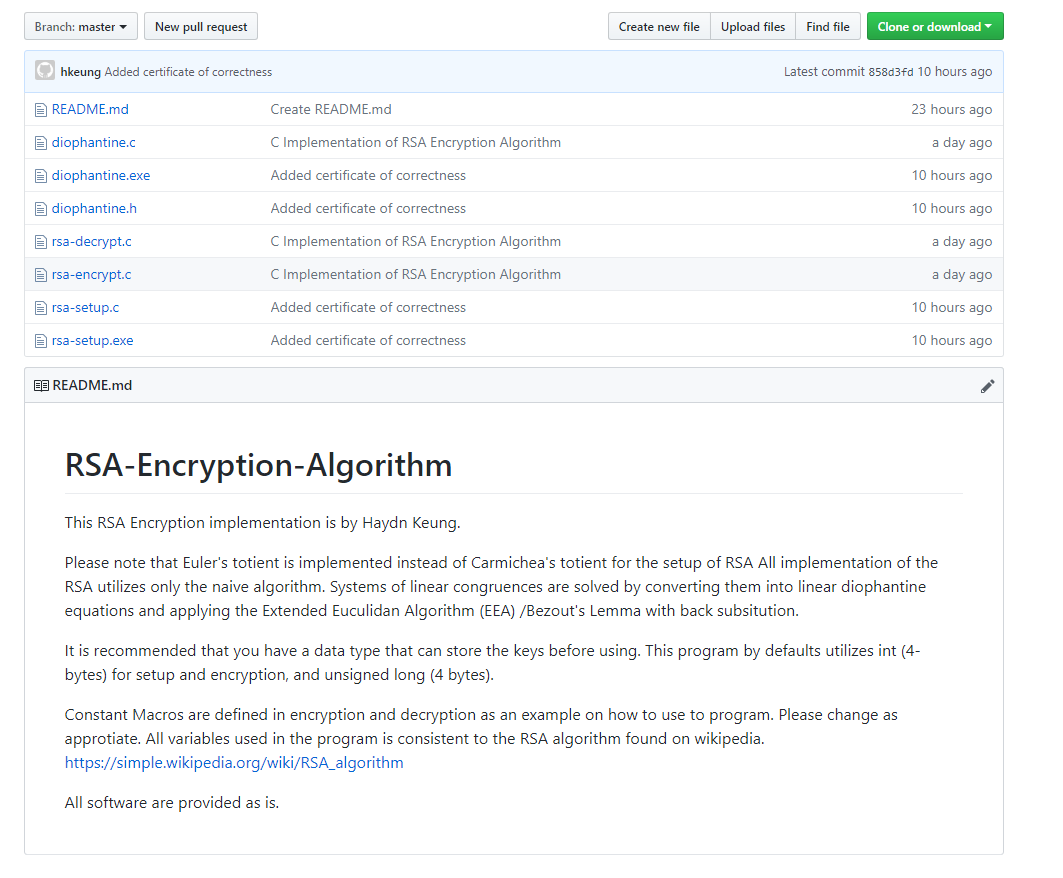 Branch: master New pull request Create new file Upload files Find file Clone or download
hkeung Added certificate of correctness Latest commit 858d3fd 10 hours ago
README.md Create README.md 23 hours ago
diophantine.c C Implementation of RSA Encryption Algorithm a day ago
diophantine.exe Added certificate of correctness 10 hours ago
diophantine.h Added certificate of correctness 10 hours ago
rsa-decrypt.c C Implementation of RSA Encryption Algorithm a day ago
rsa-encrypt.c C Implementation of RSA Encryption Algorithm a day ago
rsa-setup.c Added certificate of correctness 10 hours ago
rsa-setup.exe Added certificate of correctness 10 hours ago
README.md
RSA-Encryption-Algorithm
This RSA Encryption implementation is by Haydn Keung.
Please note that Euler's totient is implemented instead of Carmichea's totient for the setup of RSA All implementation of the
RSA utilizes only the naive algorithm. Systems of linear congruences are solved by converting them into linear diophantine
equations and applying the Extended Euculidan Algorithm (EEA) /Bezout's Lemma with back subsitution.
It is recommended that you have a data type that can store the keys before using. This program by defaults utilizes int (4-
bytes) for setup and encryption, and unsigned long (4 bytes).
Constant Macros are defined in encryption and decryption as an example on how to use to program. Please change as
approtiate. All variables used in the program is consistent to the RSA algorithm found on wikipedia.
https://simple.wikipedia.org/wiki/RSA_algorithm
All software are provided as is.